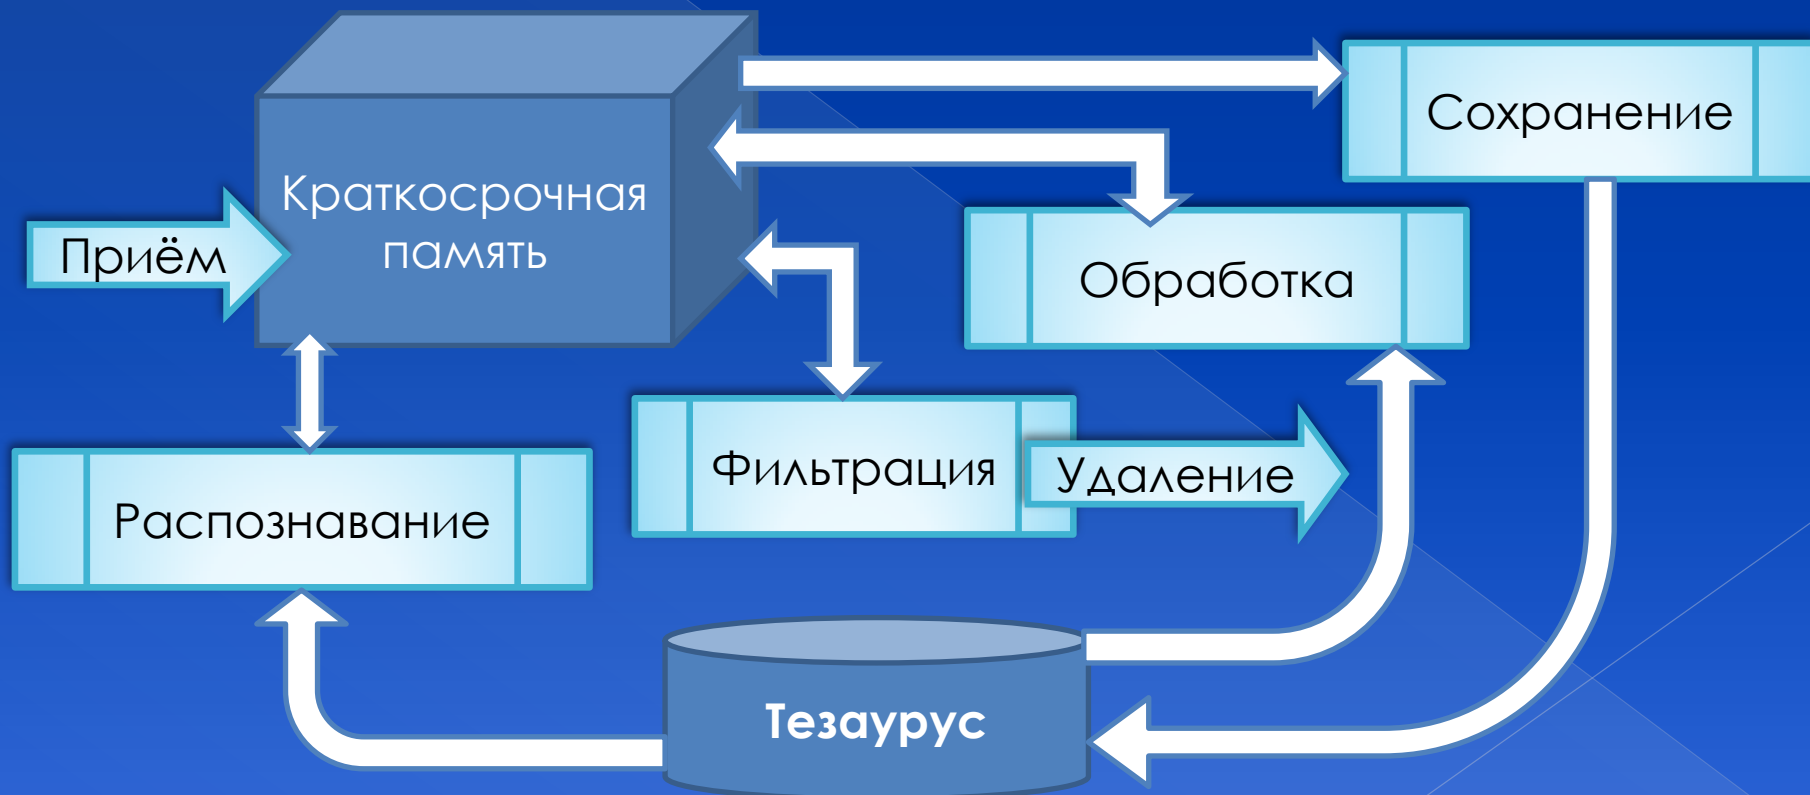 Сохранение
Краткосрочная
память
Приём
Обработка
Фильтрация
Удаление
Распознавание
Тезаурус